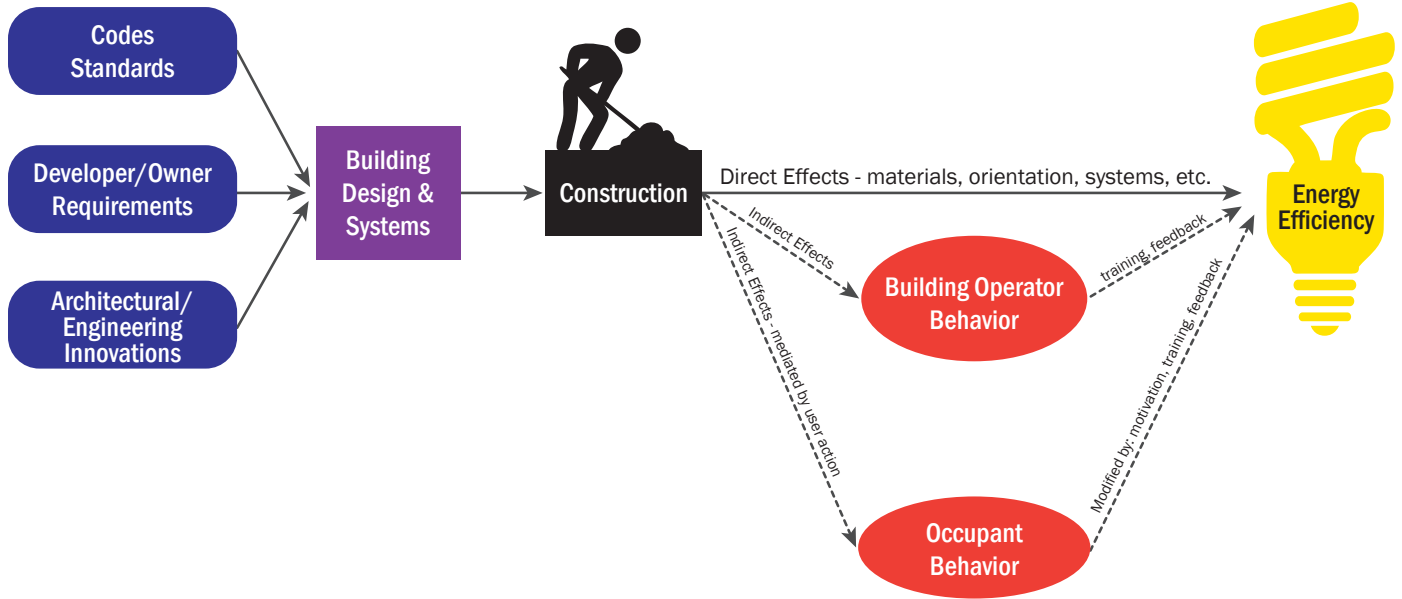 Codes
Standards
Developer/Owner
Requirements
Architectural/
Engineering
Innovations
Building
Design &
Systems
Construction
Direct Effects - materials, orientation, systems, etc.
Indirect Effects
Indirect Effects - mediated by user action
Building Operator
Behavior
training, feedback
Occupant
Behavior
Modified by: motivation, training, feedback
Energy
Efficiency